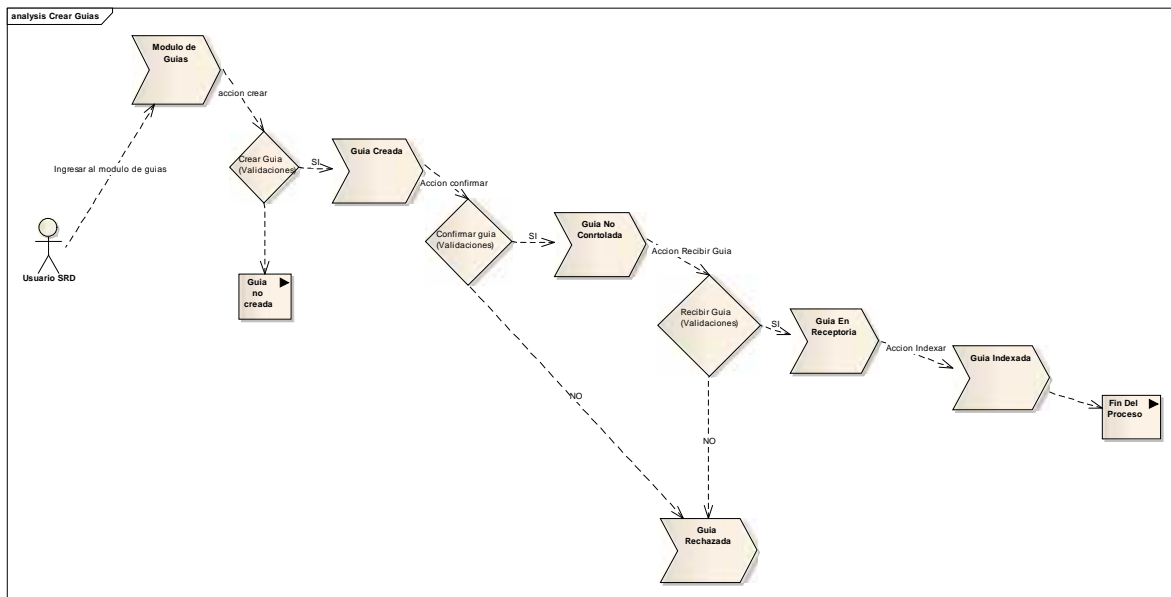 analysis Crear Guias
Modulo de
Guias
accion crear
Ingresar al modulo de guias
Usuario SRD
Crear Guia
(Validaciones)
SI
Guia
no
creada
Guia Creada
Accion confirmar
Confirmar guia
(Validaciones)
SI
NO
Guia No
Conrtolada
Accion Recibir Guia
Recibir Guia
(Validaciones)
SI
NO
Guia En
Receptoria
Accion Indexar
Guia Indexada
Fin Del
Proceso
Guia
Rechazada